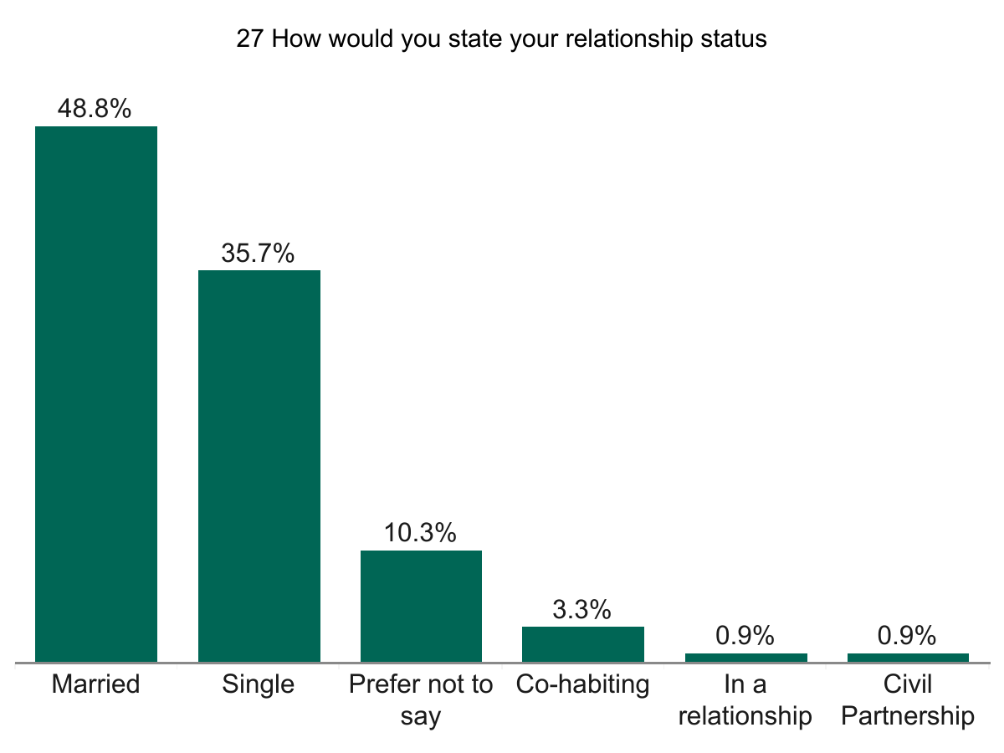 27 How would you state your relationship status
48.8%
35.7%
10.3%
3.3%
0.9%
0.9%
Married
Single
Prefer not to
say
Co-habiting
In a
relationship
Civil
Partnership